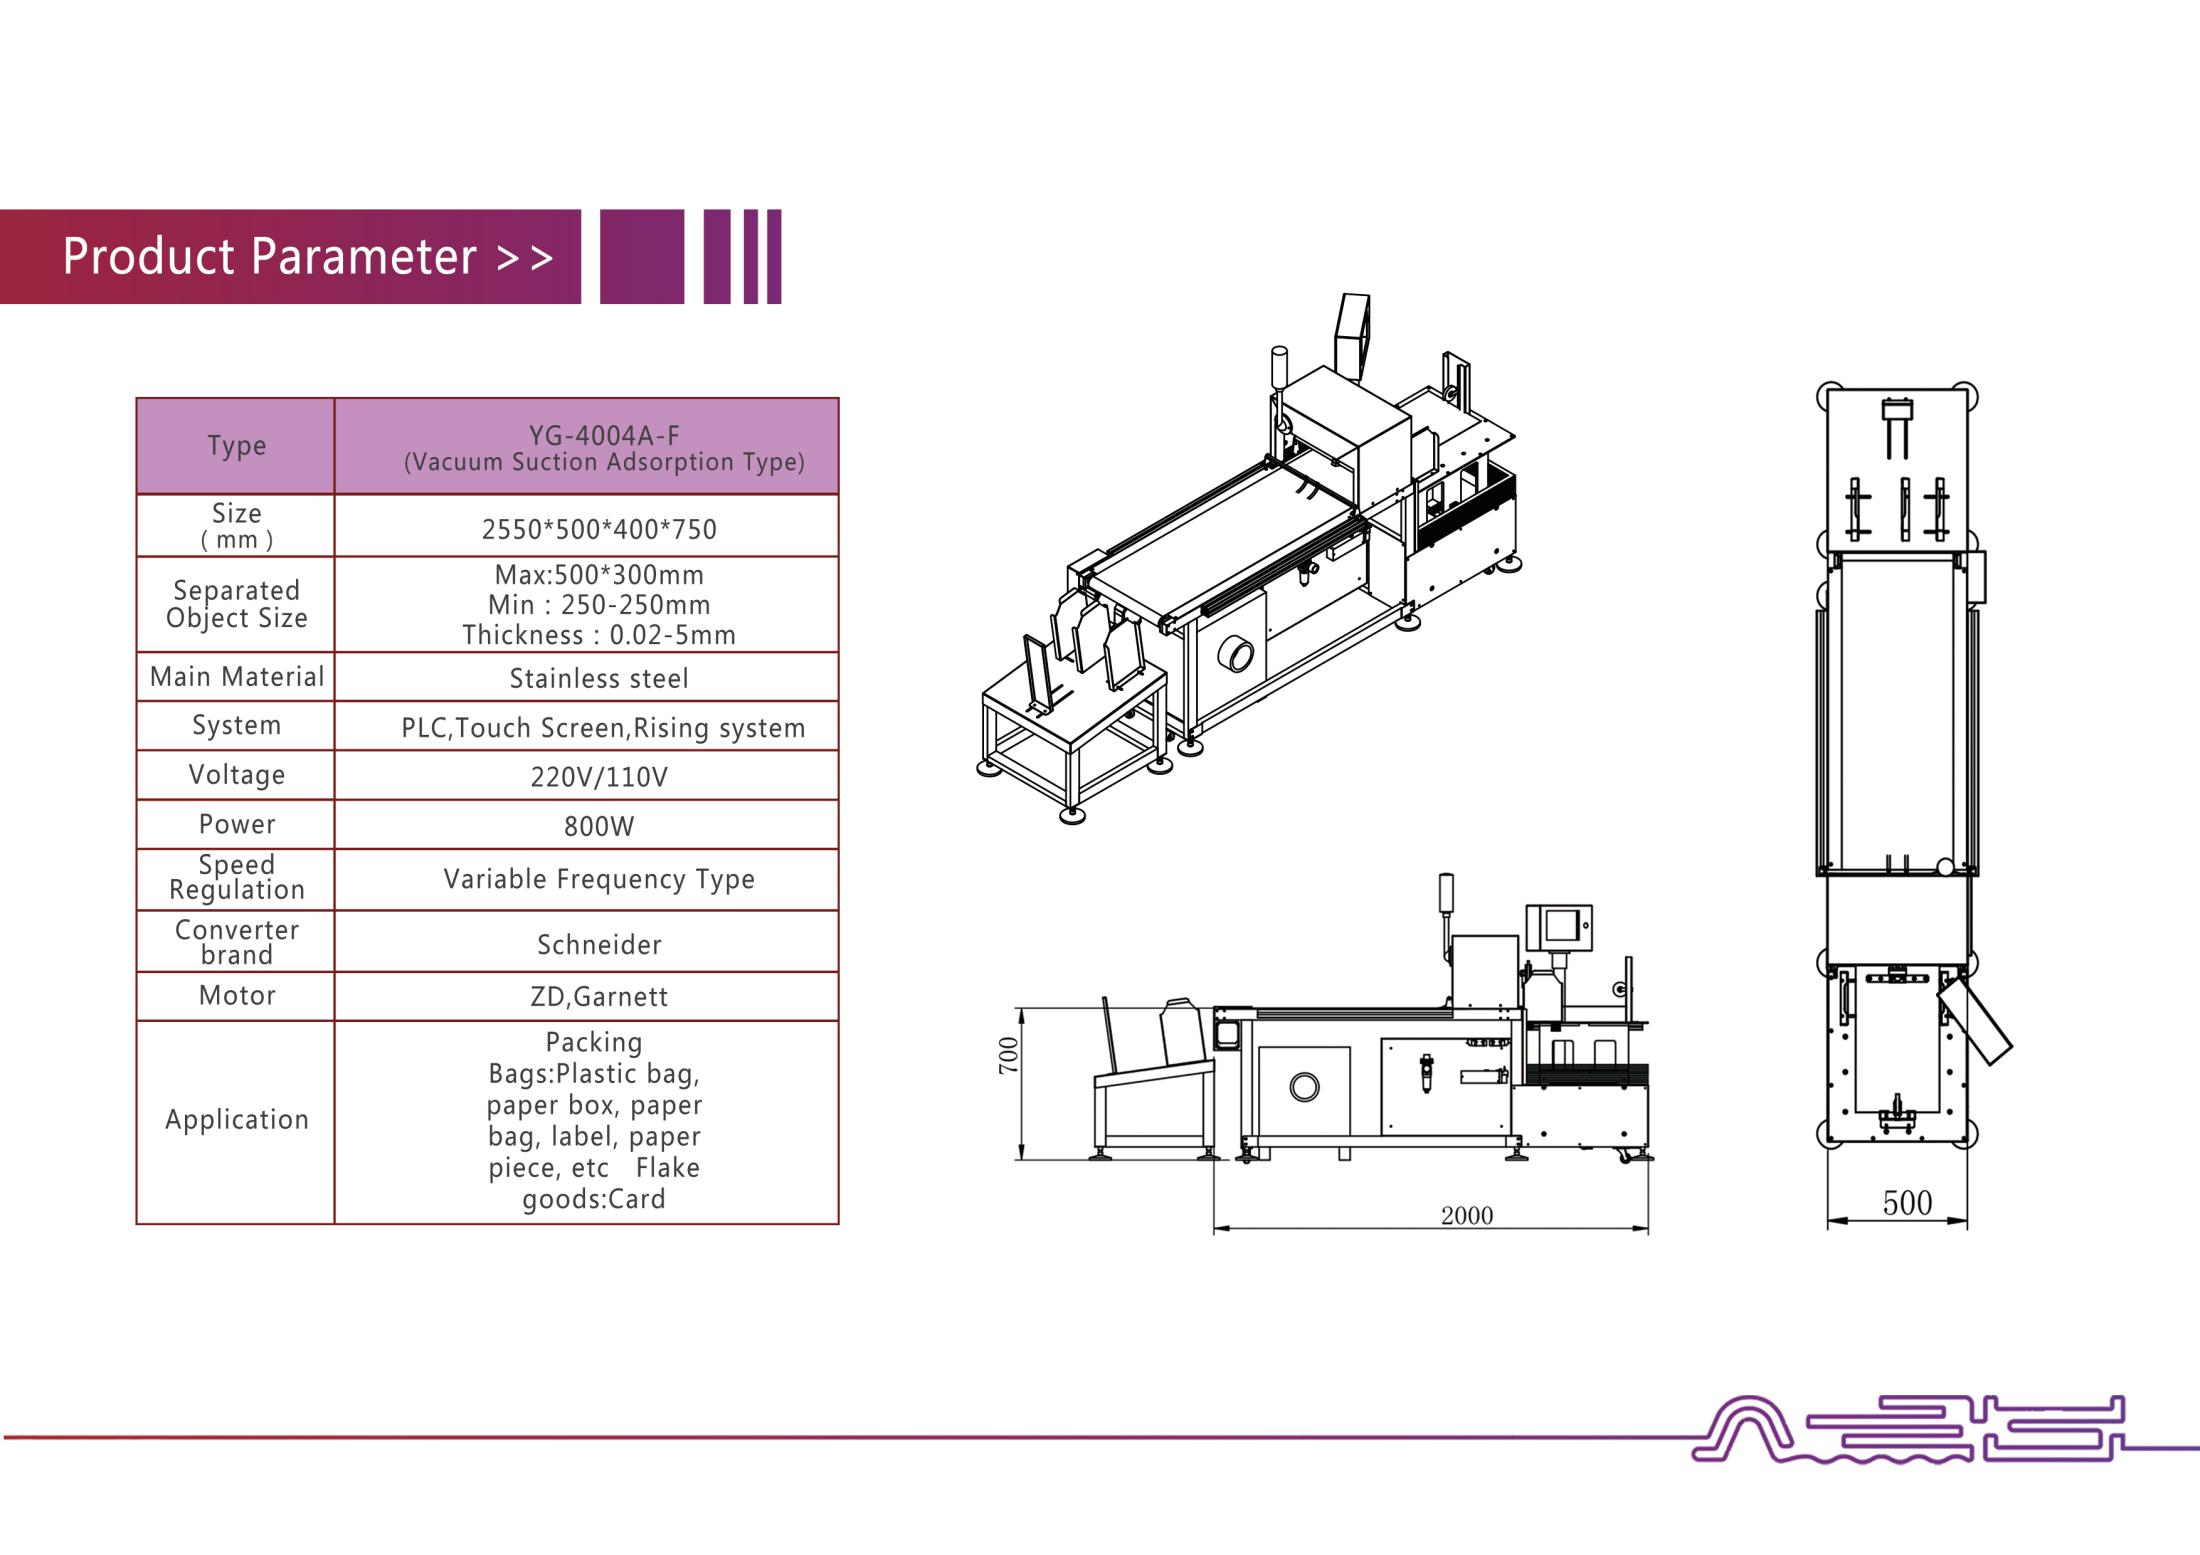 Product Parameter >>
Type
YG-4004A-F
(Vacuum Suction Adsorption Type)
Size
( mm )
2550*500*400*750
Separated
Object Size
Max:500*300mm
Min : 250-250mm
Thickness : 0.02-5mm
Main Material
Stainless steel
System
PLC,Touch Screen,Rising system
Voltage
220V/110V
Power
800W
Speed
Regulation
Variable Frequency Type
Converter
brand
Schneider
Motor
ZD,Garnett
Application
Packing
Bags:Plastic bag,
paper box, paper
bag, label, paper
piece, etc Flake
goods:Card
700
2000
500